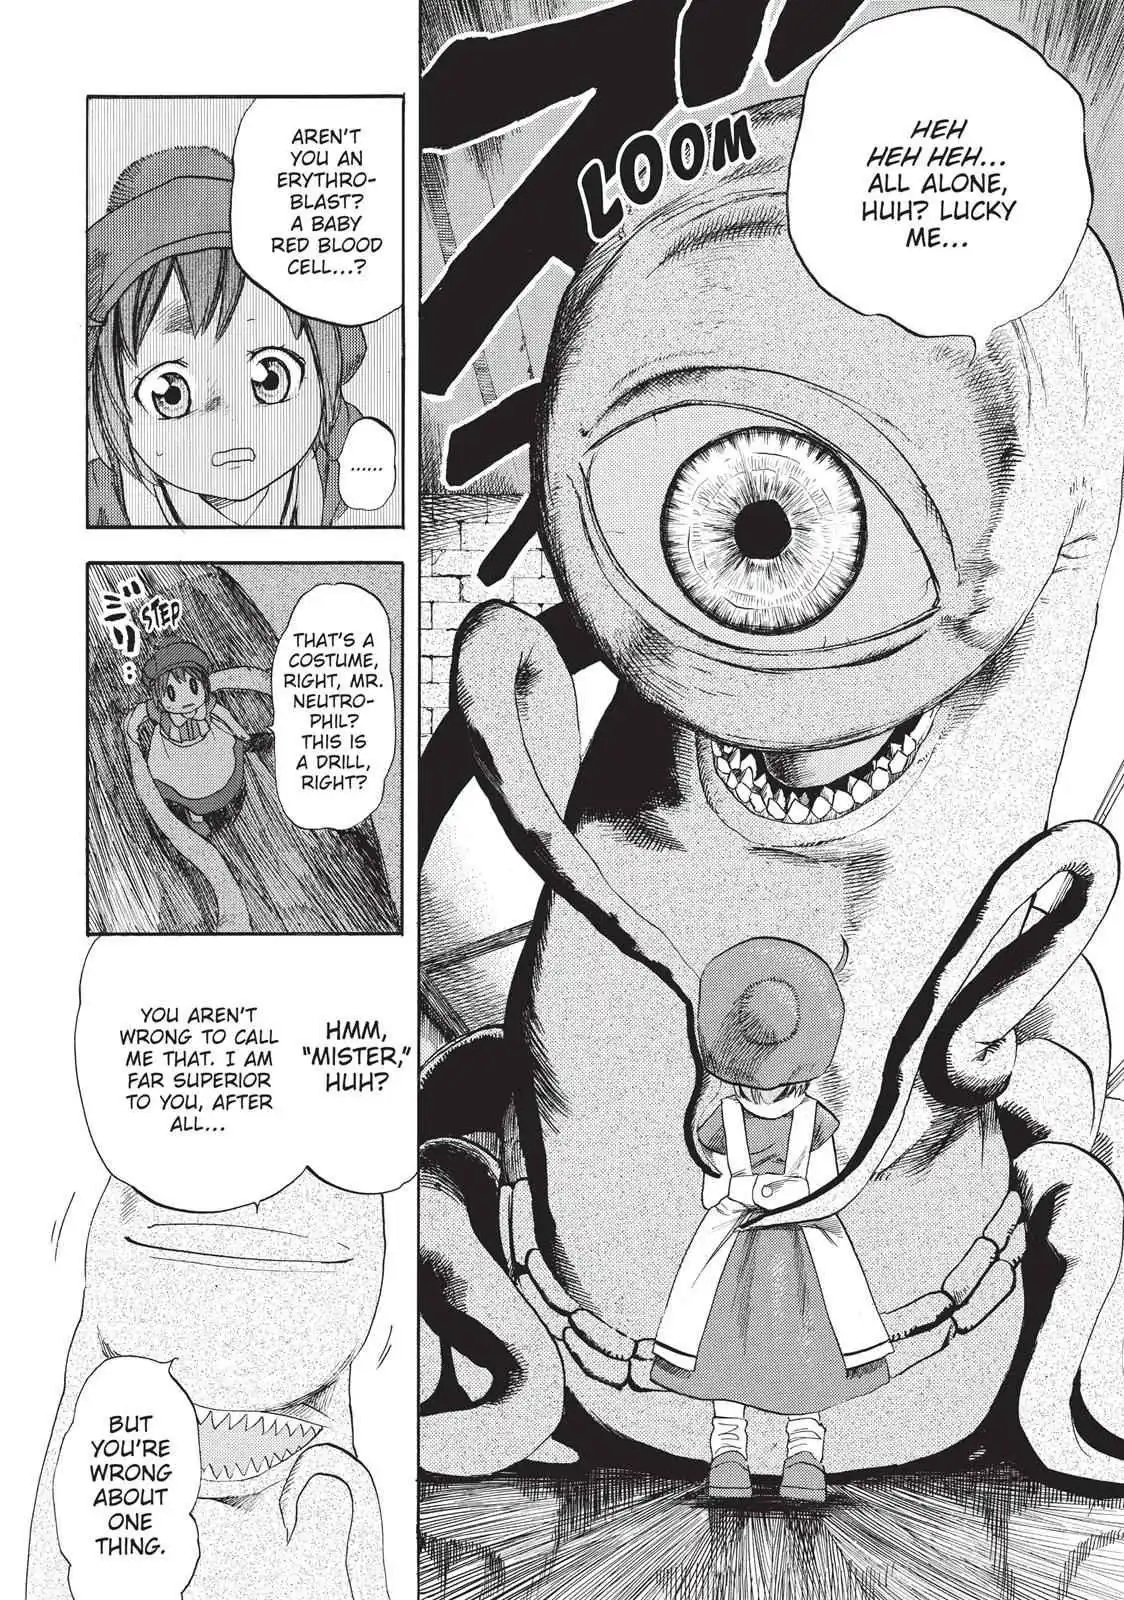 HEH
HEH HEH...
ALL ALONE,
HUH? LUCKY
ME...
LOOM
AREN'T
YOU AN
ERYTHRO-
BLAST?
A BABY
RED BLOOD
CELL...?
......
STEP
THAT'S A
COSTUME,
RIGHT, MR.
NEUTRO-
PHIL?
THIS IS
A DRILL,
RIGHT?
HMM,
"MISTER,"
HUH?
YOU AREN'T
WRONG TO CALL
ME THAT. I AM
FAR SUPERIOR
TO YOU, AFTER
ALL...
BUT
YOU'RE
WRONG
ABOUT
ONE
THING.